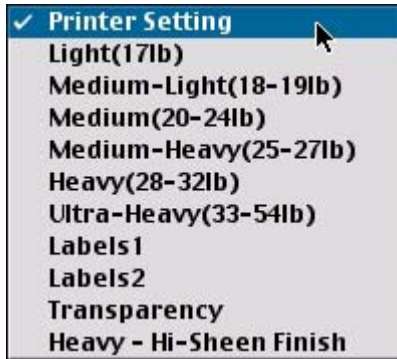 Printer Setting
Light(17lb)
Medium-Light(18-19lb)
Medium(20-24lb)
Medium-Heavy(25-27lb)
Heavy(28-32lb)
Ultra-Heavy(33-54lb)
Labels1
Labels2
Transparency
Heavy - Hi-Sheen Finish